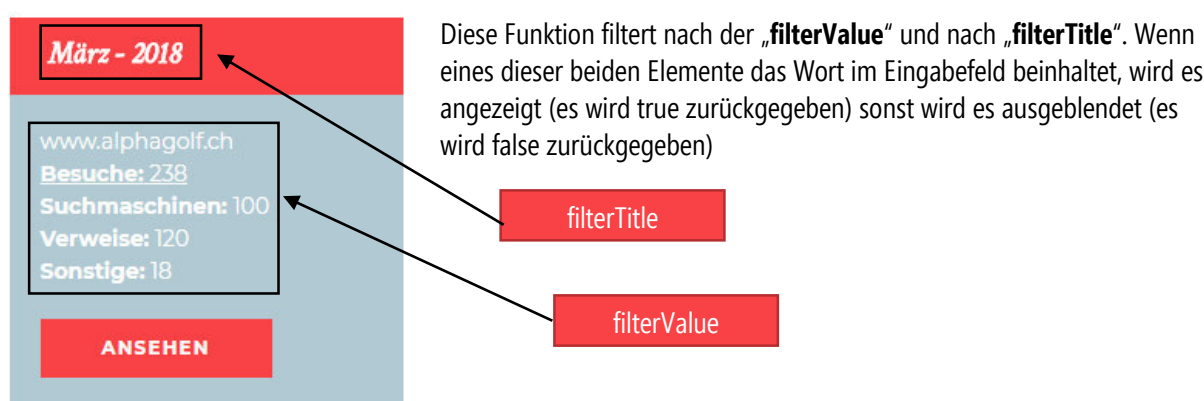 März - 2018
www.alphagolf.ch
Besuche: 238
Suchmaschinen: 100
Verweise: 120
Sonstige: 18
ANSEHEN
Diese Funktion filtert nach der „filterValue“ und nach „filterTitle“. Wenn
eines dieser beiden Elemente das Wort im Eingabefeld beinhaltet, wird es
angezeigt (es wird true zurückgegeben) sonst wird es ausgeblendet (es
wird false zurückgegeben)
filterTitle
filterValue